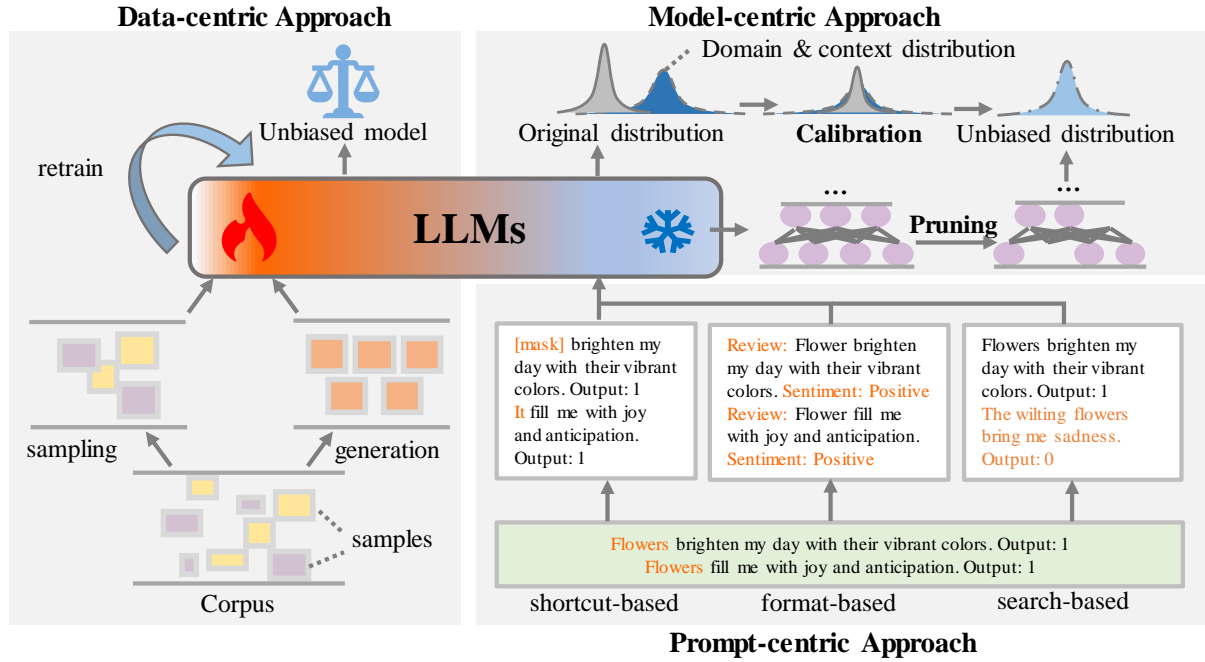 Data-centric Approach
Unbiased model
retrain
LLMs
sampling
generation
samples
Corpus
Model-centric Approach
Domain & context distribution
Original distribution
Calibration
Unbiased distribution
...
Pruning
...
[mask] brighten my
day with their vibrant
colors. Output: 1
It fill me with joy
and anticipation.
Output: 1
Review: Flower brighten
my day with their vibrant
colors. Sentiment: Positive
Review: Flower fill me
with joy and anticipation.
Sentiment: Positive
Flowers brighten my
day with their vibrant
colors. Output: 1
The wilting flowers
bring me sadness.
Output: 0
Flowers brighten my day with their vibrant colors. Output: 1
Flowers fill me with joy and anticipation. Output: 1
shortcut-based
format-based
search-based
Prompt-centric Approach